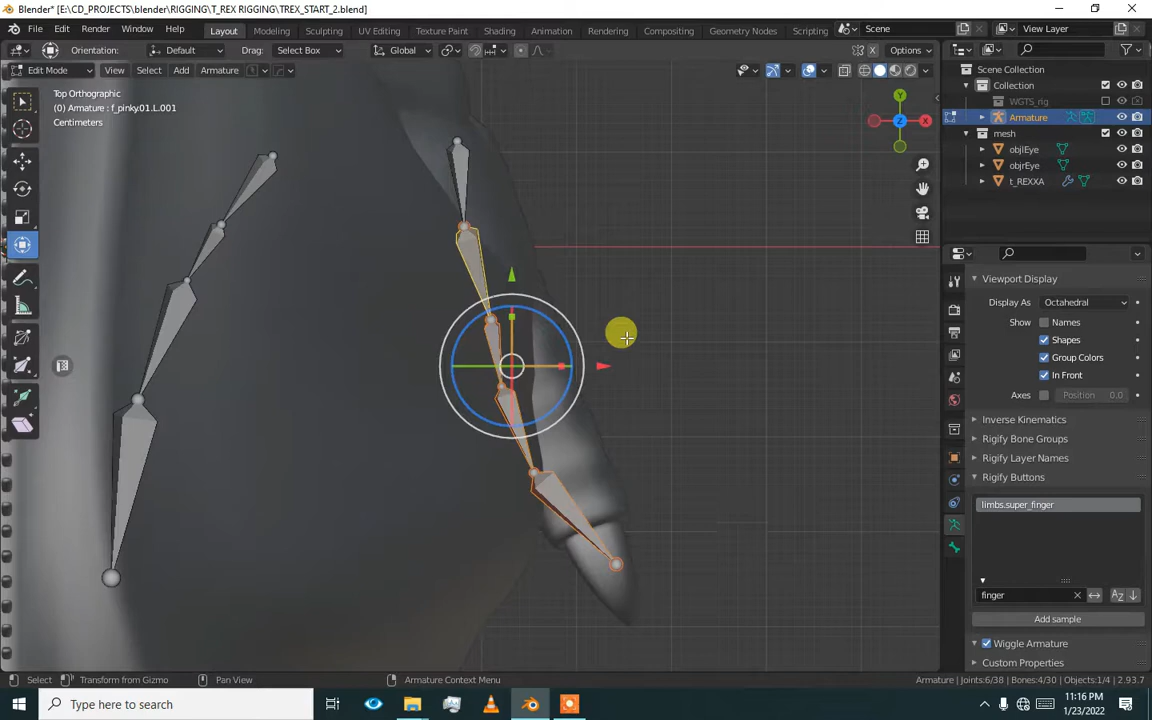 Blender* [E:\CD_PROJECTS\blender\RIGGING\T_REX RIGGING\TREX_START_2.blend]
File Edit Render Window Help Layout Modeling Sculpting UV Editing Texture Paint Shading Animation Rendering Compositing Geometry Nodes Scripting Scene View Layer
Orientation: Default Drag: Select Box Global Options
Edit Mode View Select Add Armature
Top Orthographic
(0) Armature : f_pinky.01.L.001
Centimeters
Y
X
Z
Scene Collection
Collection
WGTS_rig
Armature
mesh
objlEye
objrEye
t_REXXA
Viewport Display
Display As Octahedral
Show Names
Shapes
Group Colors
In Front
Axes Position 0.0
Inverse Kinematics
Rigify Bone Groups
Rigify Layer Names
Rigify Buttons
limbs.super_finger
finger
Add sample
Wiggle Armature
Custom Properties
Select Transform from Gizmo Pan View Armature Context Menu Armature | Joints:6/38 | Bones:4/30 | Objects:1/4 | 2.93.7
Type here to search
11:16 PM
1/23/2022